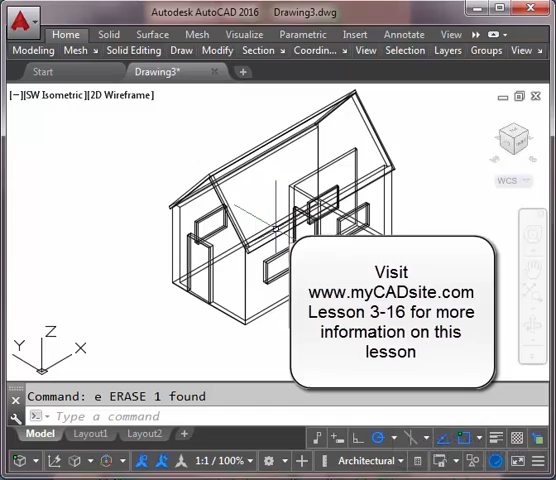 Autodesk AutoCAD 2016 Drawing3.dwg
Home Solid Surface Mesh Visualize Parametric Insert Annotate View
Modeling Mesh Solid Editing Draw Modify Section Coordin... View Selection Layers Groups
Start Drawing3*
[−][SW Isometric][2D Wireframe]
WCS
Visit
www.myCADsite.com
Lesson 3-16 for more
information on this
lesson
Z
Y X
Command: e ERASE 1 found
Type a command
Model Layout1 Layout2
1:1 / 100% Architectural